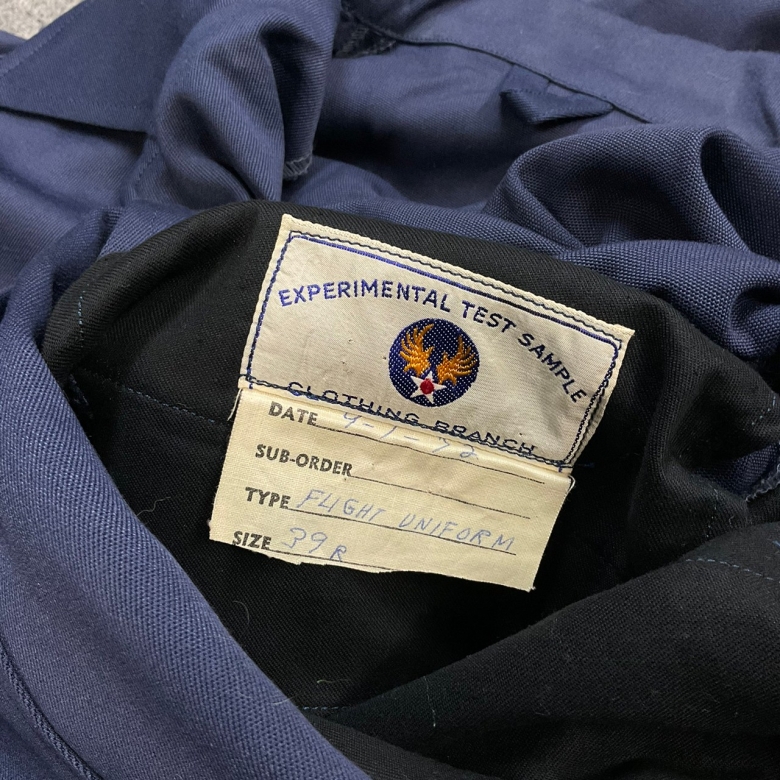 EXPERIMENTAL TEST SAMPLE
CLOTHING BRANCH
DATE 9-1-72
SUB-ORDER
TYPE FLIGHT UNIFORM
SIZE 39R